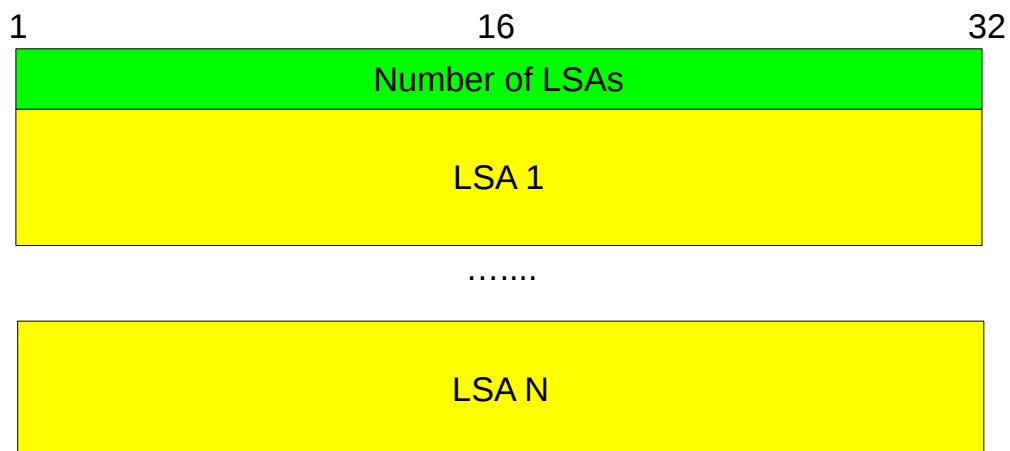 1 16 32
Number of LSAs
LSA 1
…....
LSA N